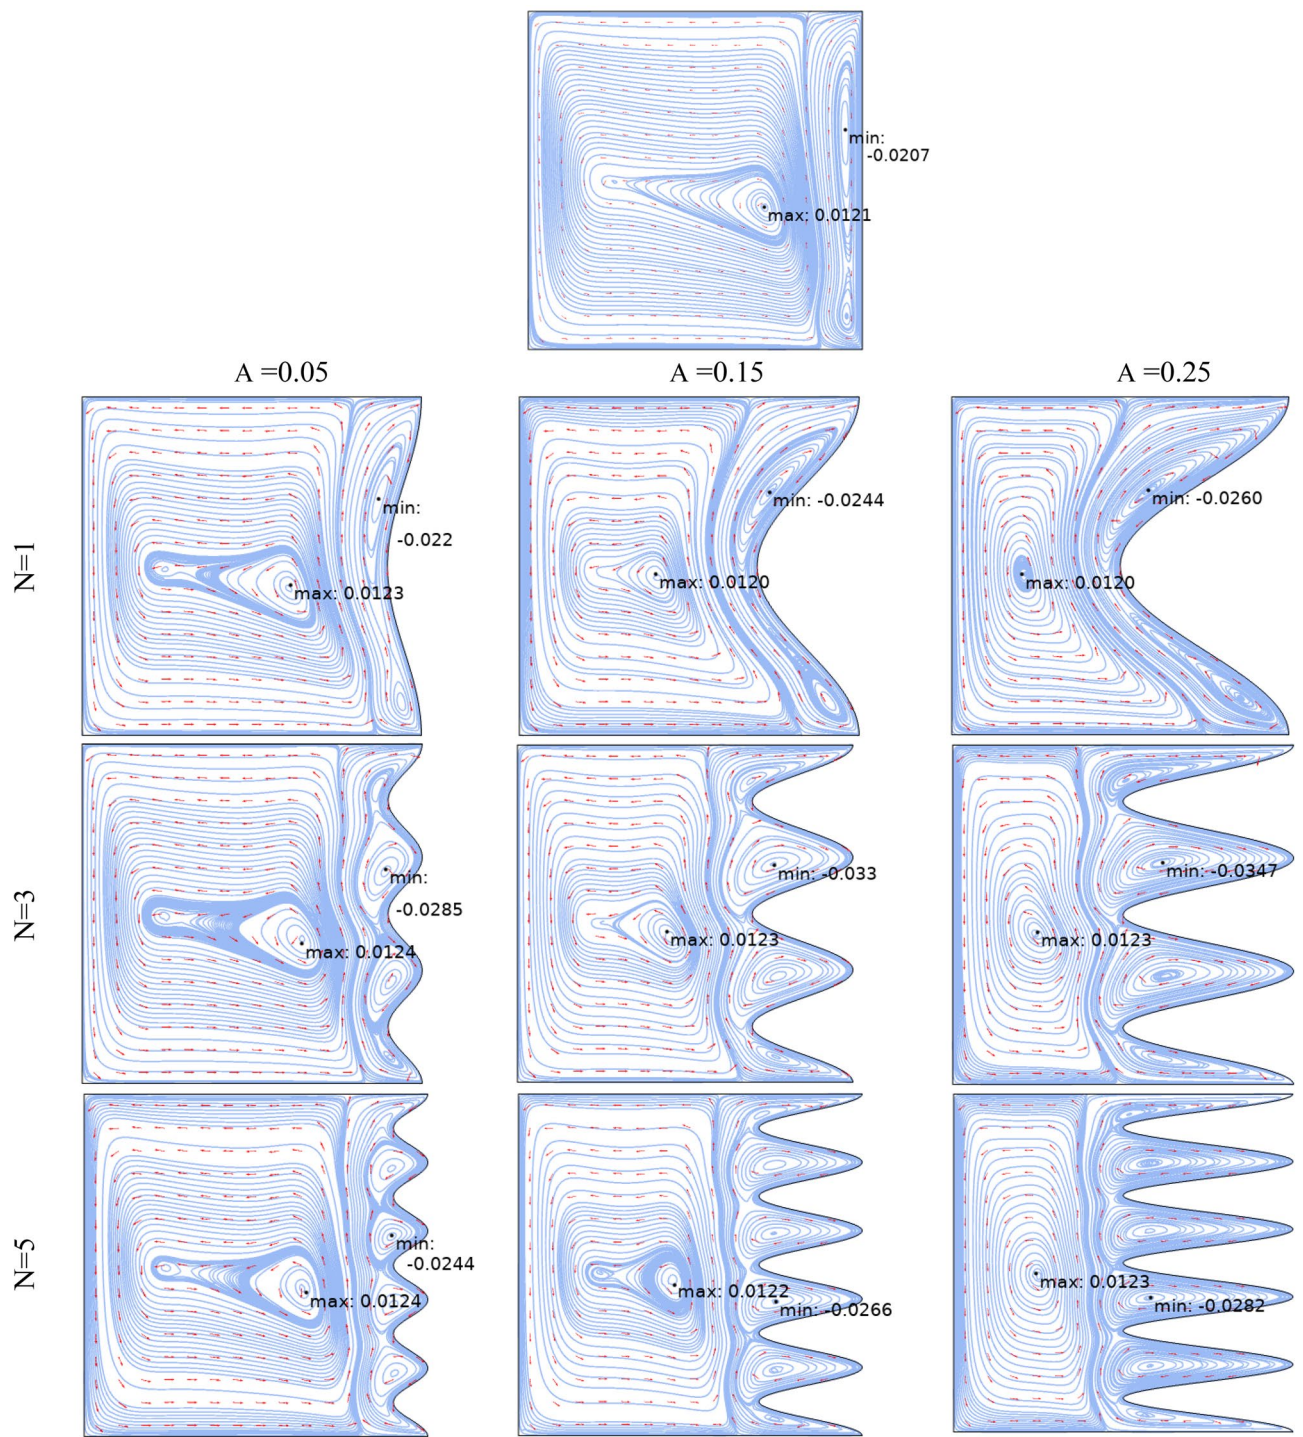 min:
-0.0207
max: 0.0121
A =0.05
A =0.15
A =0.25
N=1
min:
-0.022
max: 0.0123
min: -0.0244
max: 0.0120
min: -0.0260
max: 0.0120
N=3
min:
-0.0285
max: 0.0124
min: -0.033
max: 0.0123
min: -0.0347
max: 0.0123
N=5
min:
-0.0244
max: 0.0124
max: 0.0122
min: -0.0266
max: 0.0123
min: -0.0282